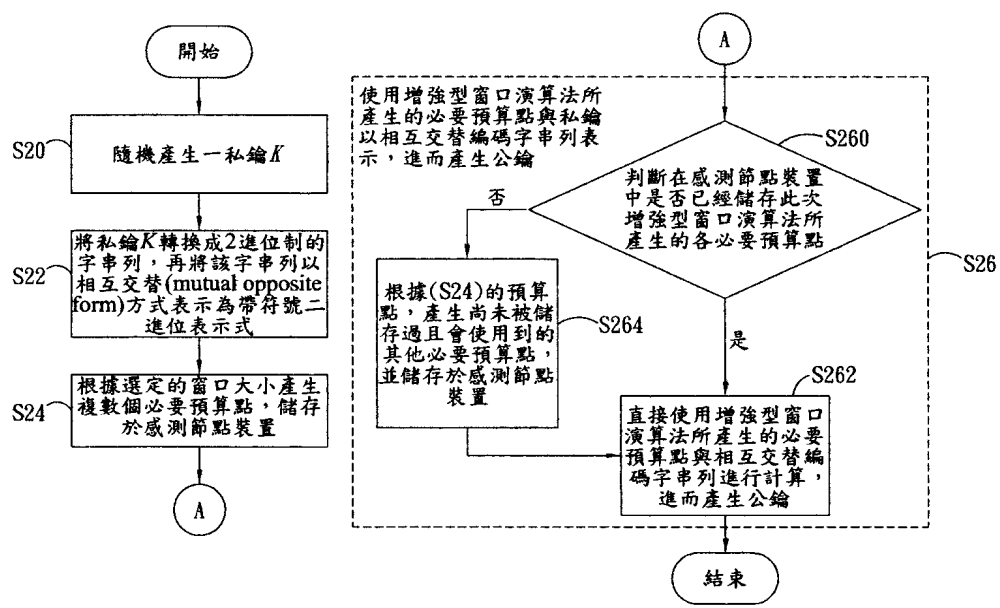 開始
S20
隨機產生一私鑰K
S22
將私鑰K轉換成2進位制的
字串列，再將該字串列以
相互交替(mutual opposite
form)方式表示為帶符號二
進位表示式
S24
根據選定的窗口大小產生
複數個必要預算點，儲存
於感測節點裝置
A
A
使用增強型窗口演算法所
產生的必要預算點與私鑰
以相互交替編碼字串列表
示，進而產生公鑰
S260
判斷在感測節點裝置
中是否已經儲存此次
增強型窗口演算法所
產生的各必要預算點
否
S26
根據(S24)的預算
點，產生尚未被儲
存過且會使用到的
其他必要預算點，
並儲存於感測節點
裝置
S264
是
S262
直接使用增強型窗口
演算法所產生的必要
預算點與相互交替編
碼字串列進行計算，
進而產生公鑰
結束